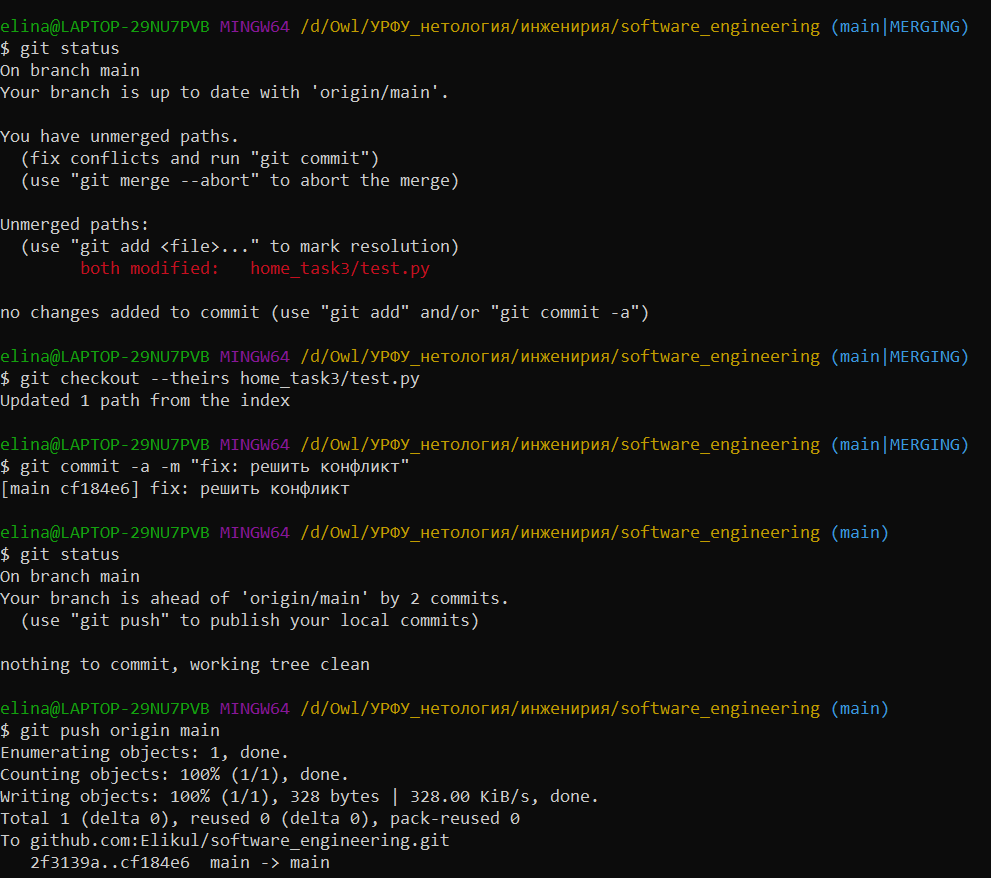 elina@LAPTOP-29NU7PVB MINGW64 /d/Owl/УРФУ_нетология/инженирия/software_engineering (main|MERGING)
$ git status
On branch main
Your branch is up to date with 'origin/main'.
You have unmerged paths.
(fix conflicts and run "git commit")
(use "git merge --abort" to abort the merge)
Unmerged paths:
(use "git add <file>..." to mark resolution)
both modified:   home_task3/test.py
no changes added to commit (use "git add" and/or "git commit -a")
elina@LAPTOP-29NU7PVB MINGW64 /d/Owl/УРФУ_нетология/инженирия/software_engineering (main|MERGING)
$ git checkout --theirs home_task3/test.py
Updated 1 path from the index
elina@LAPTOP-29NU7PVB MINGW64 /d/Owl/УРФУ_нетология/инженирия/software_engineering (main|MERGING)
$ git commit -a -m "fix: решить конфликт"
[main cf184e6] fix: решить конфликт
elina@LAPTOP-29NU7PVB MINGW64 /d/Owl/УРФУ_нетология/инженирия/software_engineering (main)
$ git status
On branch main
Your branch is ahead of 'origin/main' by 2 commits.
(use "git push" to publish your local commits)
nothing to commit, working tree clean
elina@LAPTOP-29NU7PVB MINGW64 /d/Owl/УРФУ_нетология/инженирия/software_engineering (main)
$ git push origin main
Enumerating objects: 1, done.
Counting objects: 100% (1/1), done.
Writing objects: 100% (1/1), 328 bytes | 328.00 KiB/s, done.
Total 1 (delta 0), reused 0 (delta 0), pack-reused 0
To github.com:Elikul/software_engineering.git
2f3139a..cf184e6  main -> main